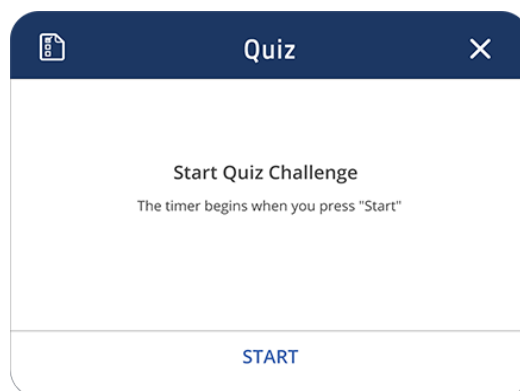 Quiz
Start Quiz Challenge
The timer begins when you press "Start"
START